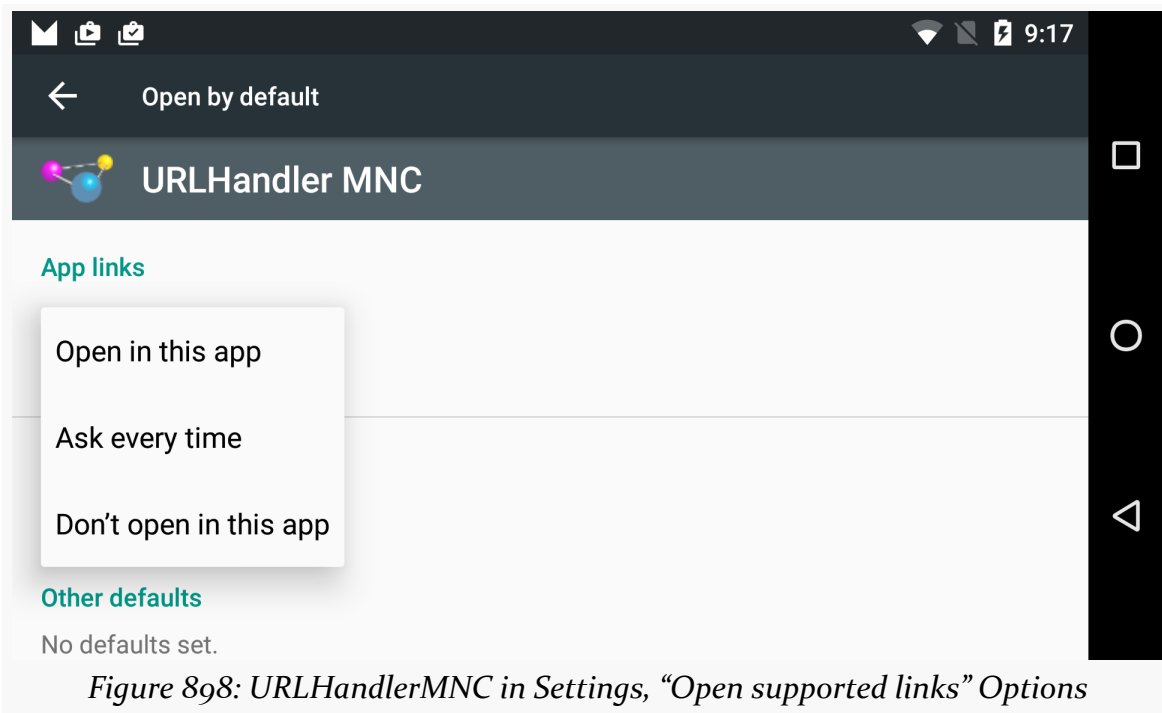 9:17
Open by default
URLHandler MNC
App links
Open in this app
Ask every time
Don’t open in this app
Other defaults
No defaults set.
Figure 898: URLHandlerMNC in Settings, “Open supported links” Options